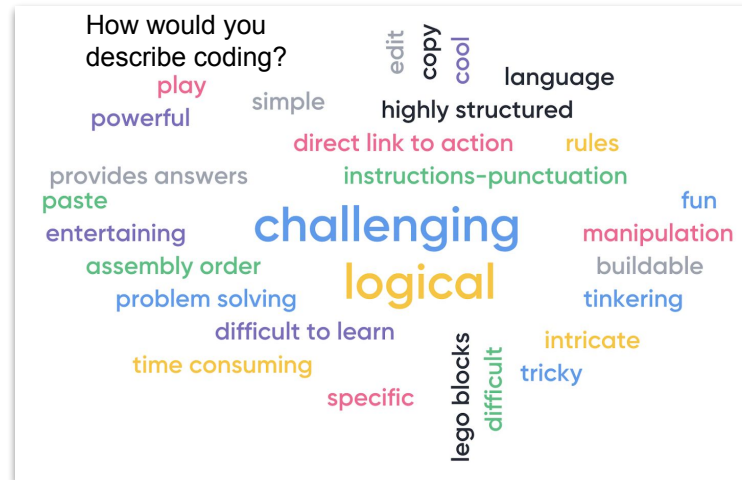 How would you
describe coding?
edit
copy
cool
play
simple
language
powerful
highly structured
direct link to action
rules
provides answers
instructions-punctuation
paste
challenging
fun
entertaining
manipulation
assembly order
logical
buildable
problem solving
tinkering
difficult to learn
intricate
time consuming
lego blocks
difficult
tricky
specific